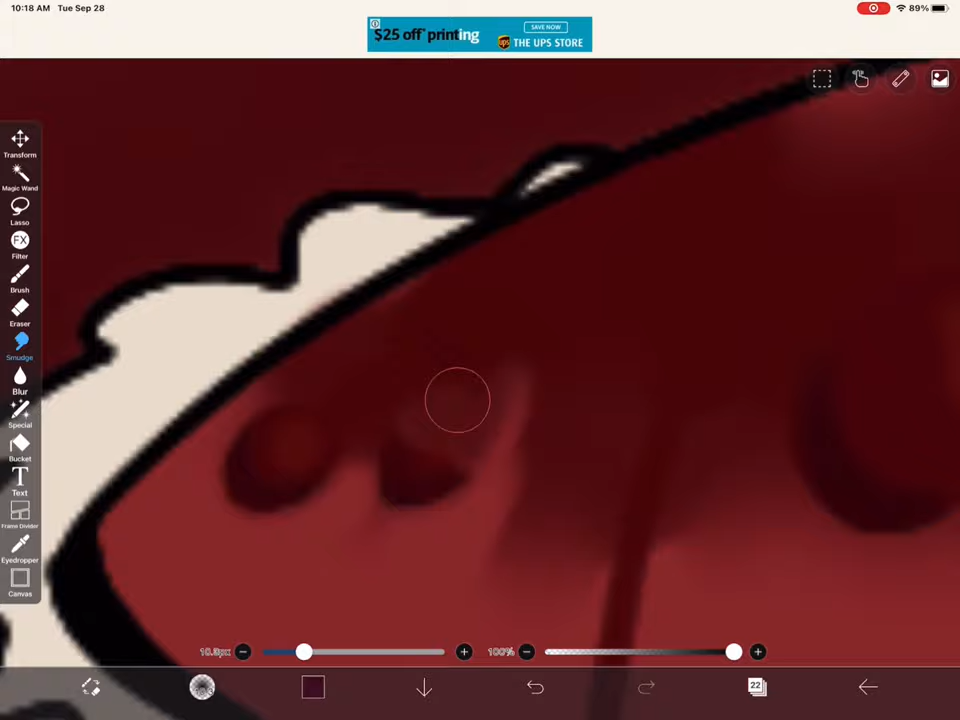 10:18 AM Tue Sep 28
89%
$25 off* printing
SAVE NOW
ups
THE UPS STORE
Transform
Magic Wand
Lasso
FX
Filter
Brush
Eraser
Smudge
Blur
Special
Bucket
T
Text
Frame Divider
Eyedropper
Canvas
100%
22